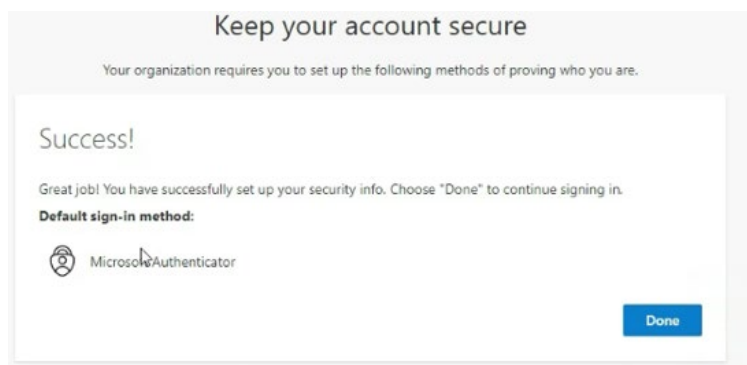 Keep your account secure
Your organization requires you to set up the following methods of proving who you are.
Success!
Great job! You have successfully set up your security info. Choose "Done" to continue signing in.
Default sign-in method:
Microsoft Authenticator
Done